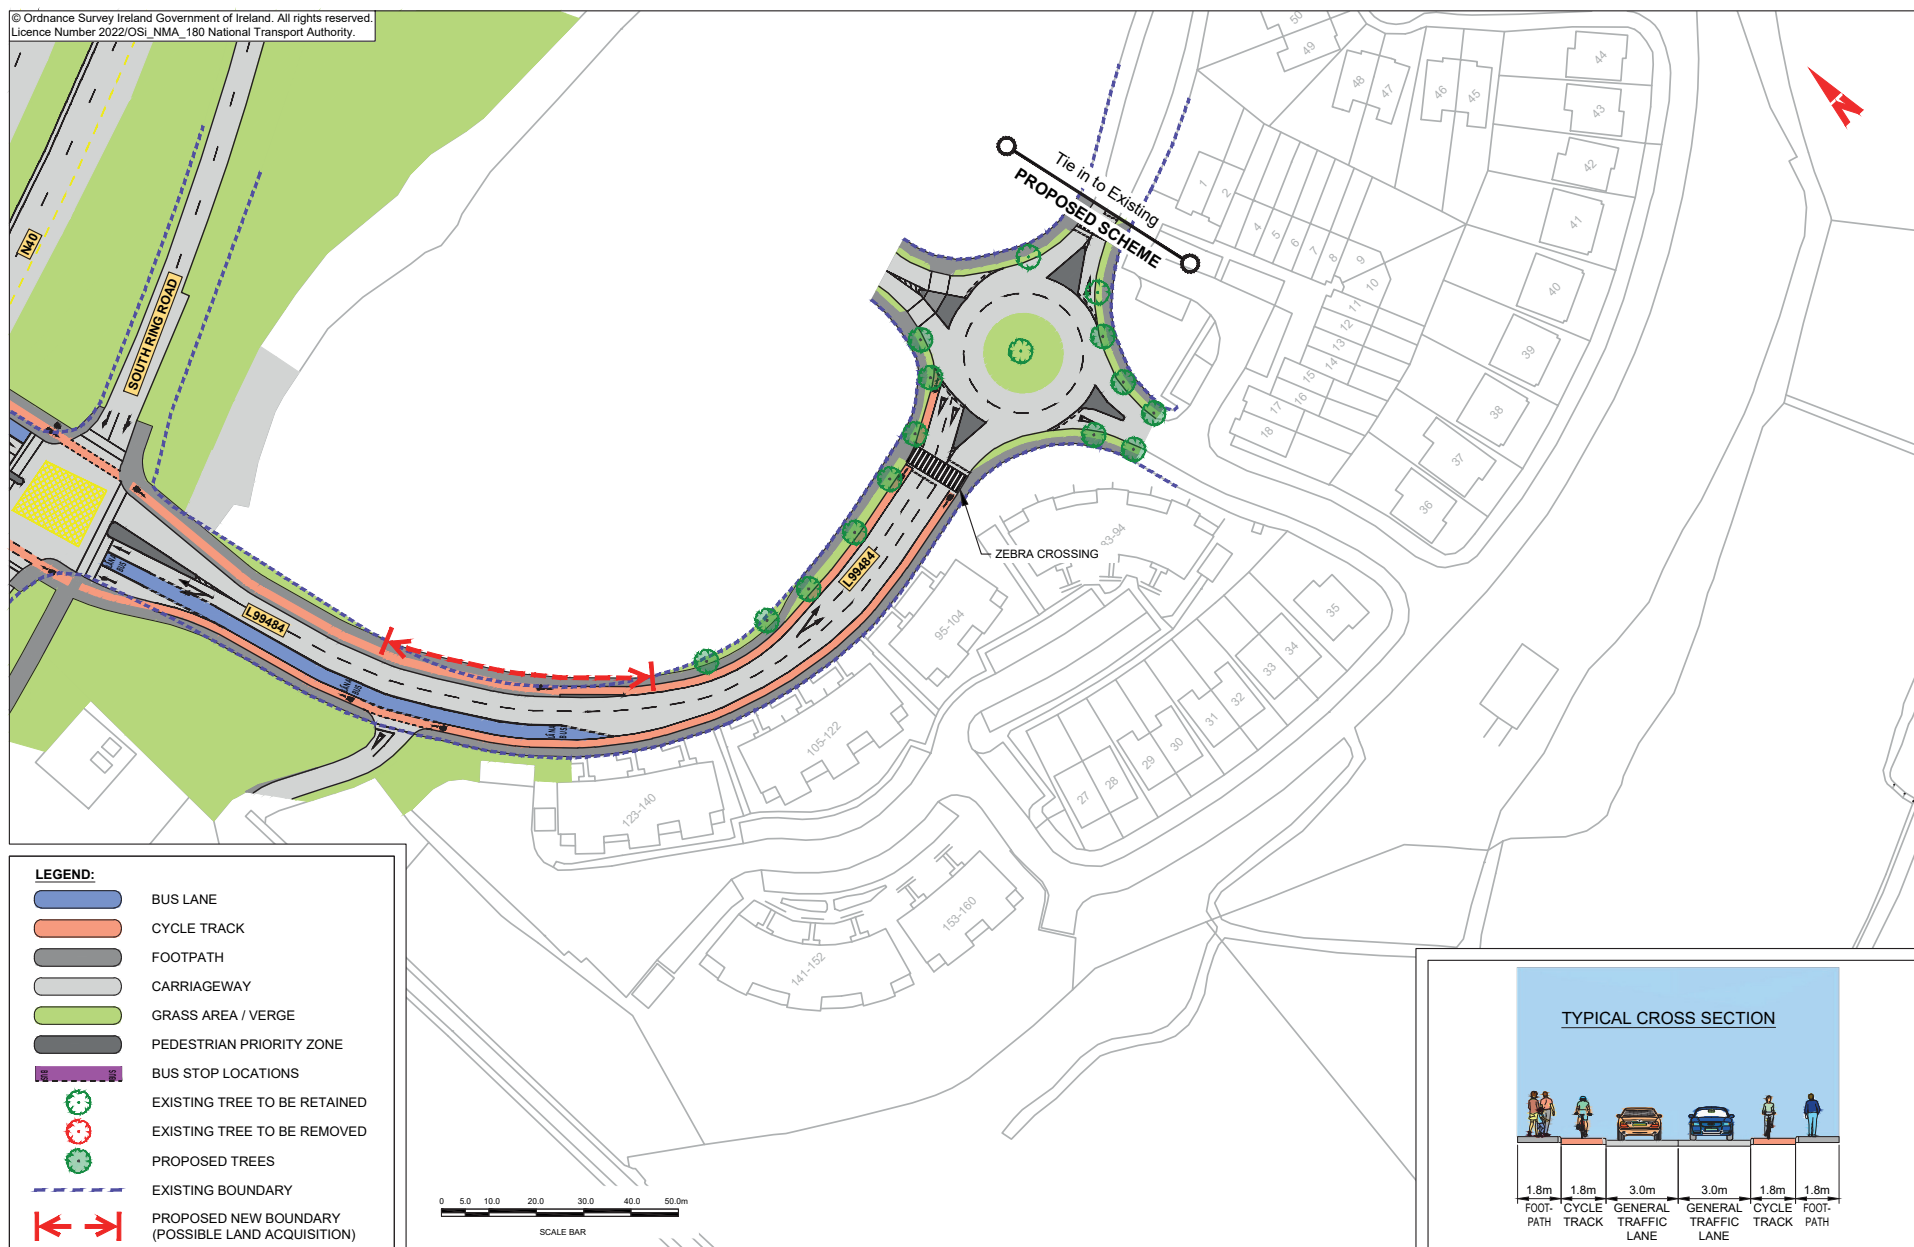 © Ordnance Survey Ireland Government of Ireland. All rights reserved.
Licence Number 2022/OSi_NMA_180 National Transport Authority.
N40
SOUTH RING ROAD
Tie in to Existing
PROPOSED SCHEME
50
49
48
47
46
45
44
43
42
41
40
39
38
37
36
35
1
2
4
5
6
7
8
9
10
11
12
13
14
15
16
17
18
L99484
L99484
ZEBRA CROSSING
LÁNA
BUS
LÁNA
BUS
LÁNA
BUS
83-94
95-104
105-122
123-140
141-152
153-160
34
33
32
31
30
29
28
27
LEGEND:
BUS LANE
CYCLE TRACK
FOOTPATH
CARRIAGEWAY
GRASS AREA / VERGE
PEDESTRIAN PRIORITY ZONE
BUS STOP LOCATIONS
EXISTING TREE TO BE RETAINED
EXISTING TREE TO BE REMOVED
PROPOSED TREES
EXISTING BOUNDARY
PROPOSED NEW BOUNDARY
(POSSIBLE LAND ACQUISITION)
0 5.0 10.0 20.0 30.0 40.0 50.0m
SCALE BAR
TYPICAL CROSS SECTION
1.8m 1.8m 3.0m 3.0m 1.8m 1.8m
FOOT- CYCLE GENERAL GENERAL CYCLE FOOT-
PATH TRACK TRAFFIC TRAFFIC TRACK PATH
LANE LANE